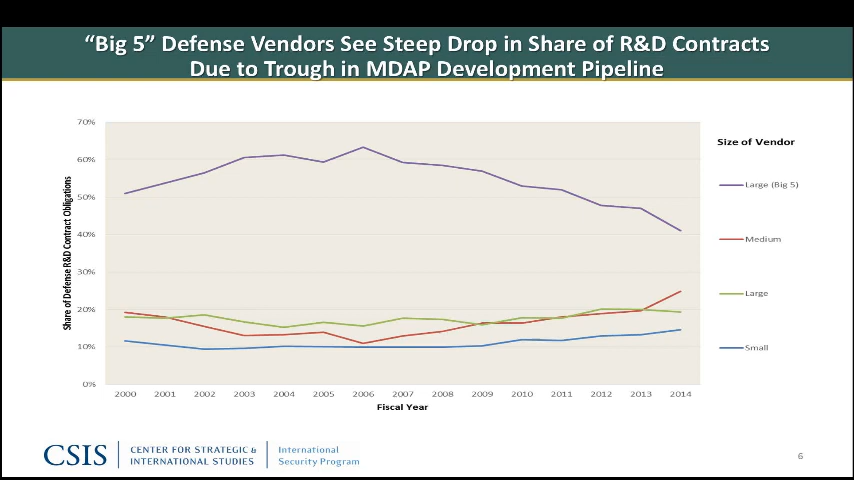 “Big 5” Defense Vendors See Steep Drop in Share of R&D Contracts
Due to Trough in MDAP Development Pipeline
Share of Defense R&D Contract Obligations
70%
60%
50%
40%
30%
20%
10%
0%
2000 2001 2002 2003 2004 2005 2006 2007 2008 2009 2010 2011 2012 2013 2014
Fiscal Year
Size of Vendor
Large (Big 5)
Medium
Large
Small
CSIS
CENTER FOR STRATEGIC &
INTERNATIONAL STUDIES
International
Security Program
6